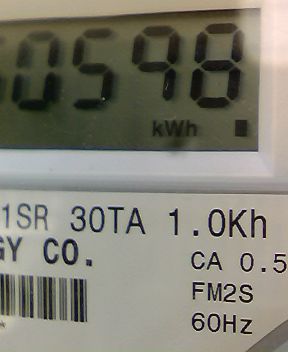 0598
kWh
1SR 30TA 1.0Kh
GY CO.
CA 0.5
FM2S
60Hz